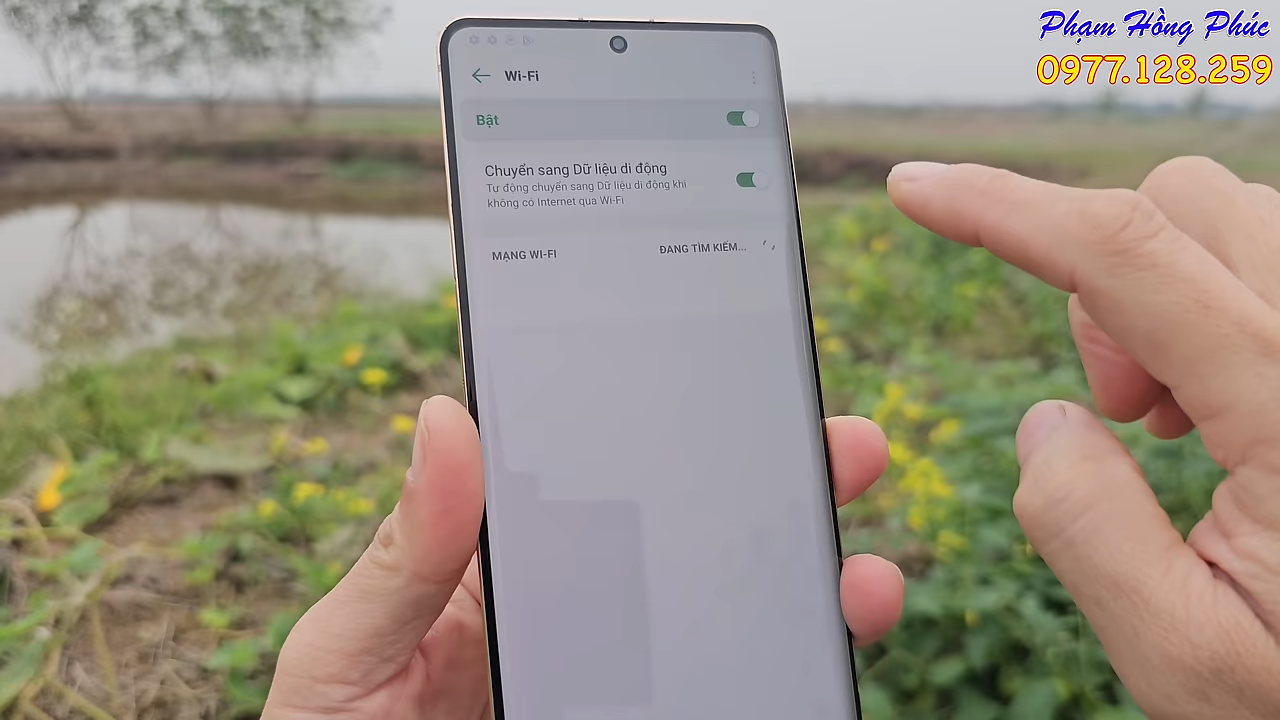 Phạm Hồng Phúc
0977.128.259
Wi-Fi
Bật
Chuyển sang Dữ liệu di động
Tự động chuyển sang Dữ liệu di động khi
không có Internet qua Wi-Fi
MẠNG WI-FI
ĐANG TÌM KIẾM...